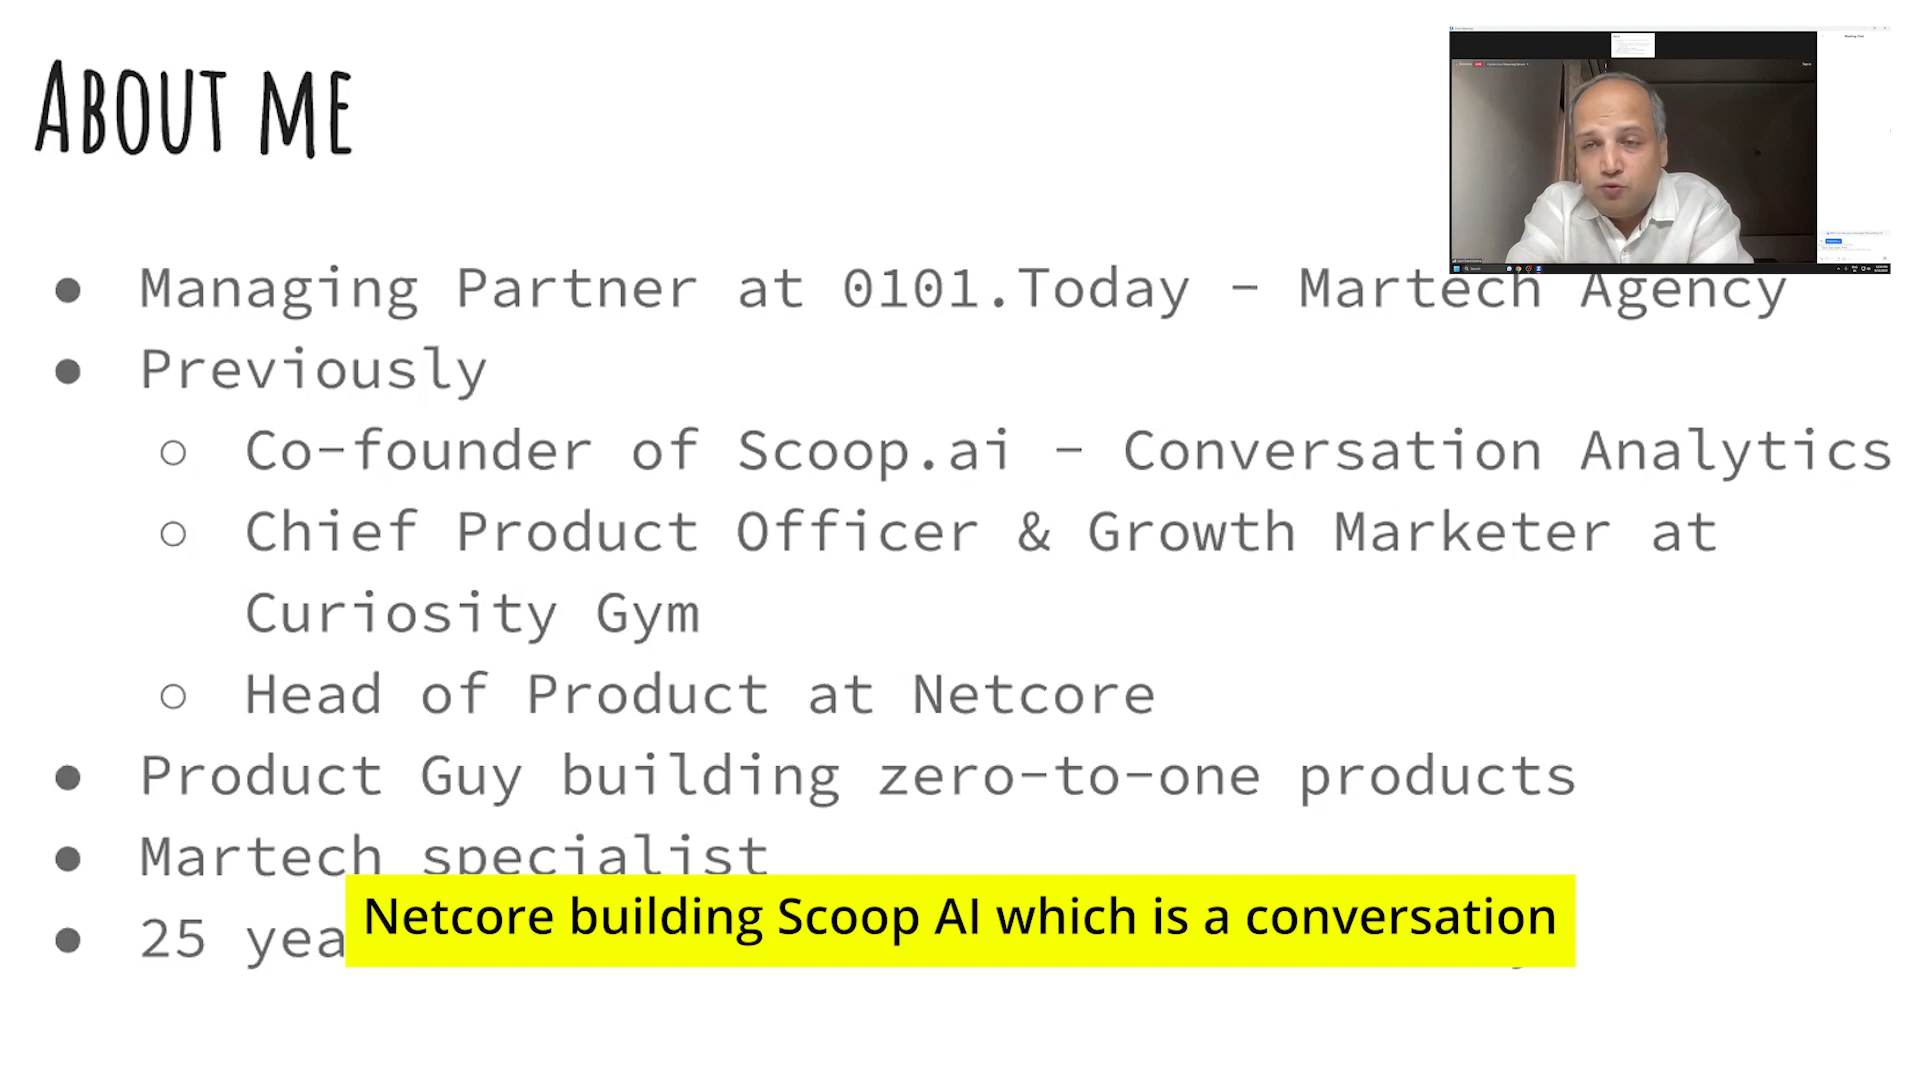 About me
Managing Partner at 0101.Today - Martech Agency
Previously
Co-founder of Scoop.ai - Conversation Analytics
Chief Product Officer & Growth Marketer at
Curiosity Gym
Head of Product at Netcore
Product Guy building zero-to-one products
Martech specialist
25
Netcore building Scoop AI which is a conversation